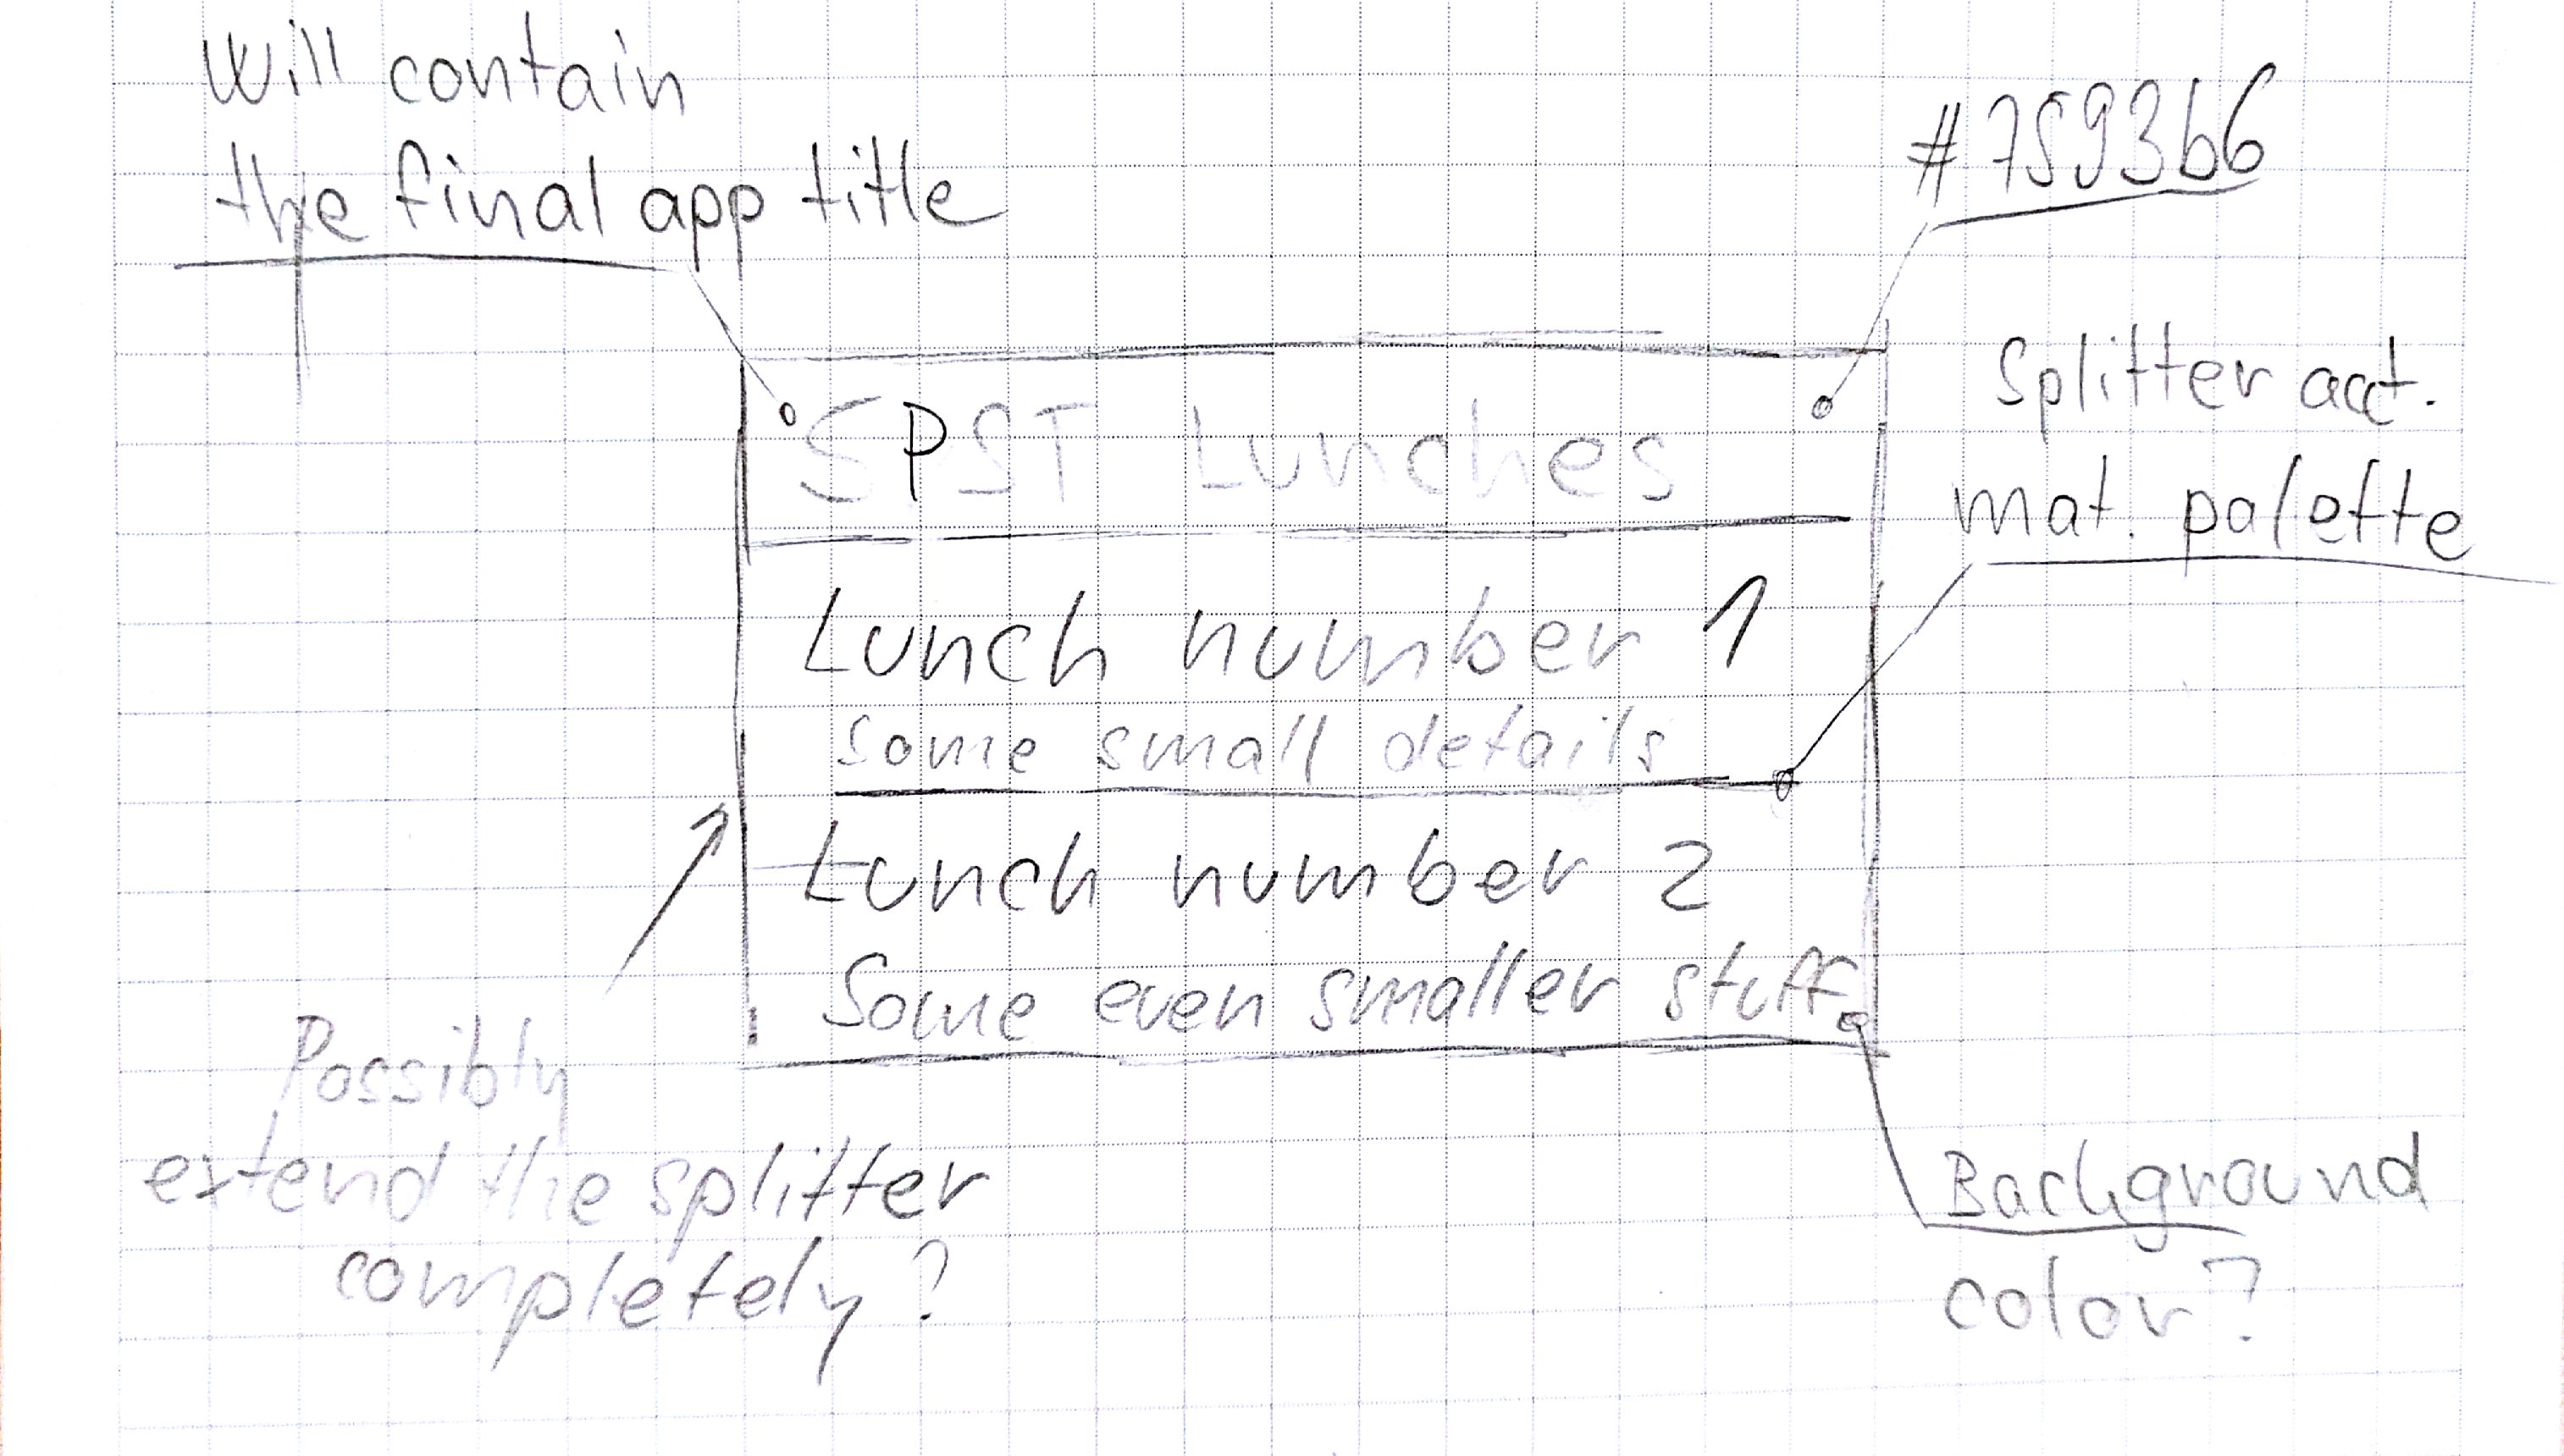 Will contain
the final app title
#7593b6
Splitter acct.
mat. palette
SPST Lunches
Lunch number 1
some small details
Lunch number 2
Some even smaller stuff
Possibly
extend the splitter
completely?
Background
color?